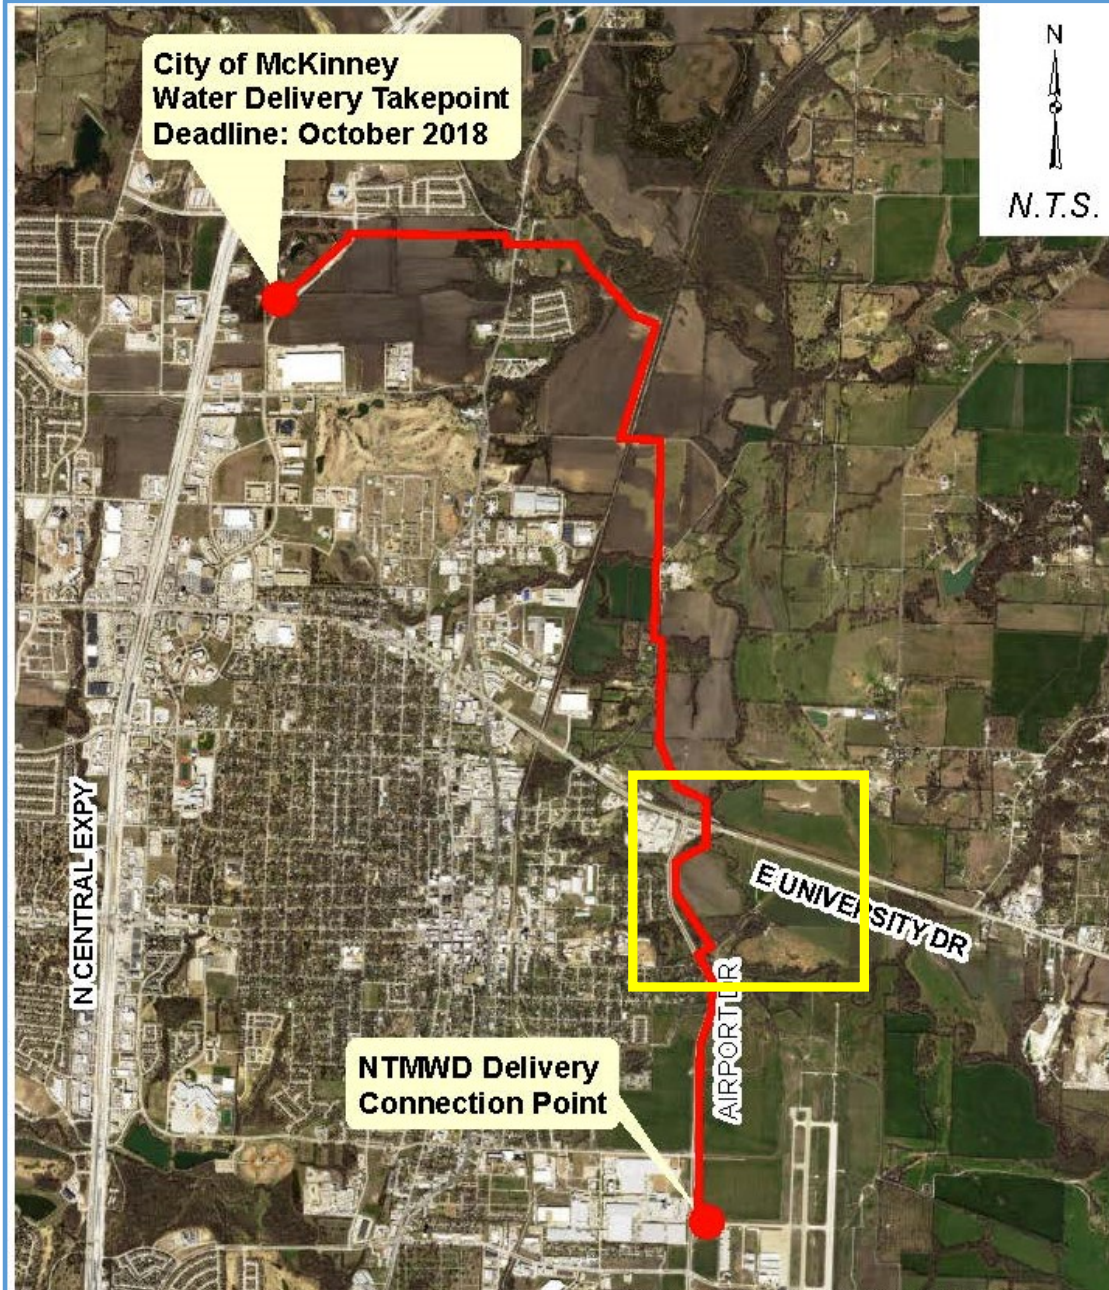 City of McKinney
Water Delivery Takepoint
Deadline: October 2018
N
N.T.S.
N CENTRAL EXPY
E UNIVERSITY DR
AIRPORT DR
NTMWD Delivery
Connection Point